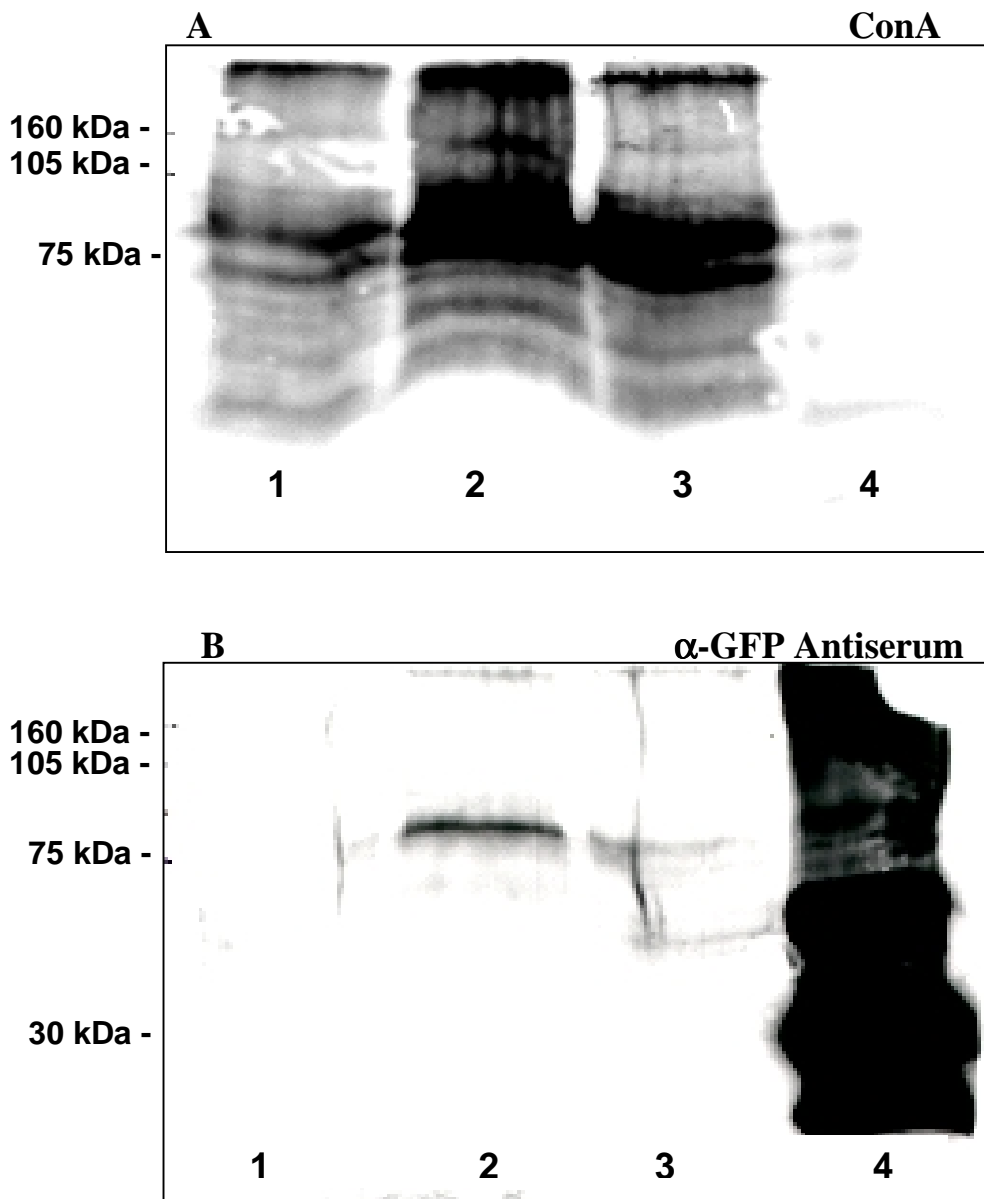 A ConA
160 kDa -
105 kDa -
75 kDa -
1 2 3 4
B α-GFP Antiserum
160 kDa -
105 kDa -
75 kDa -
30 kDa -
1 2 3 4